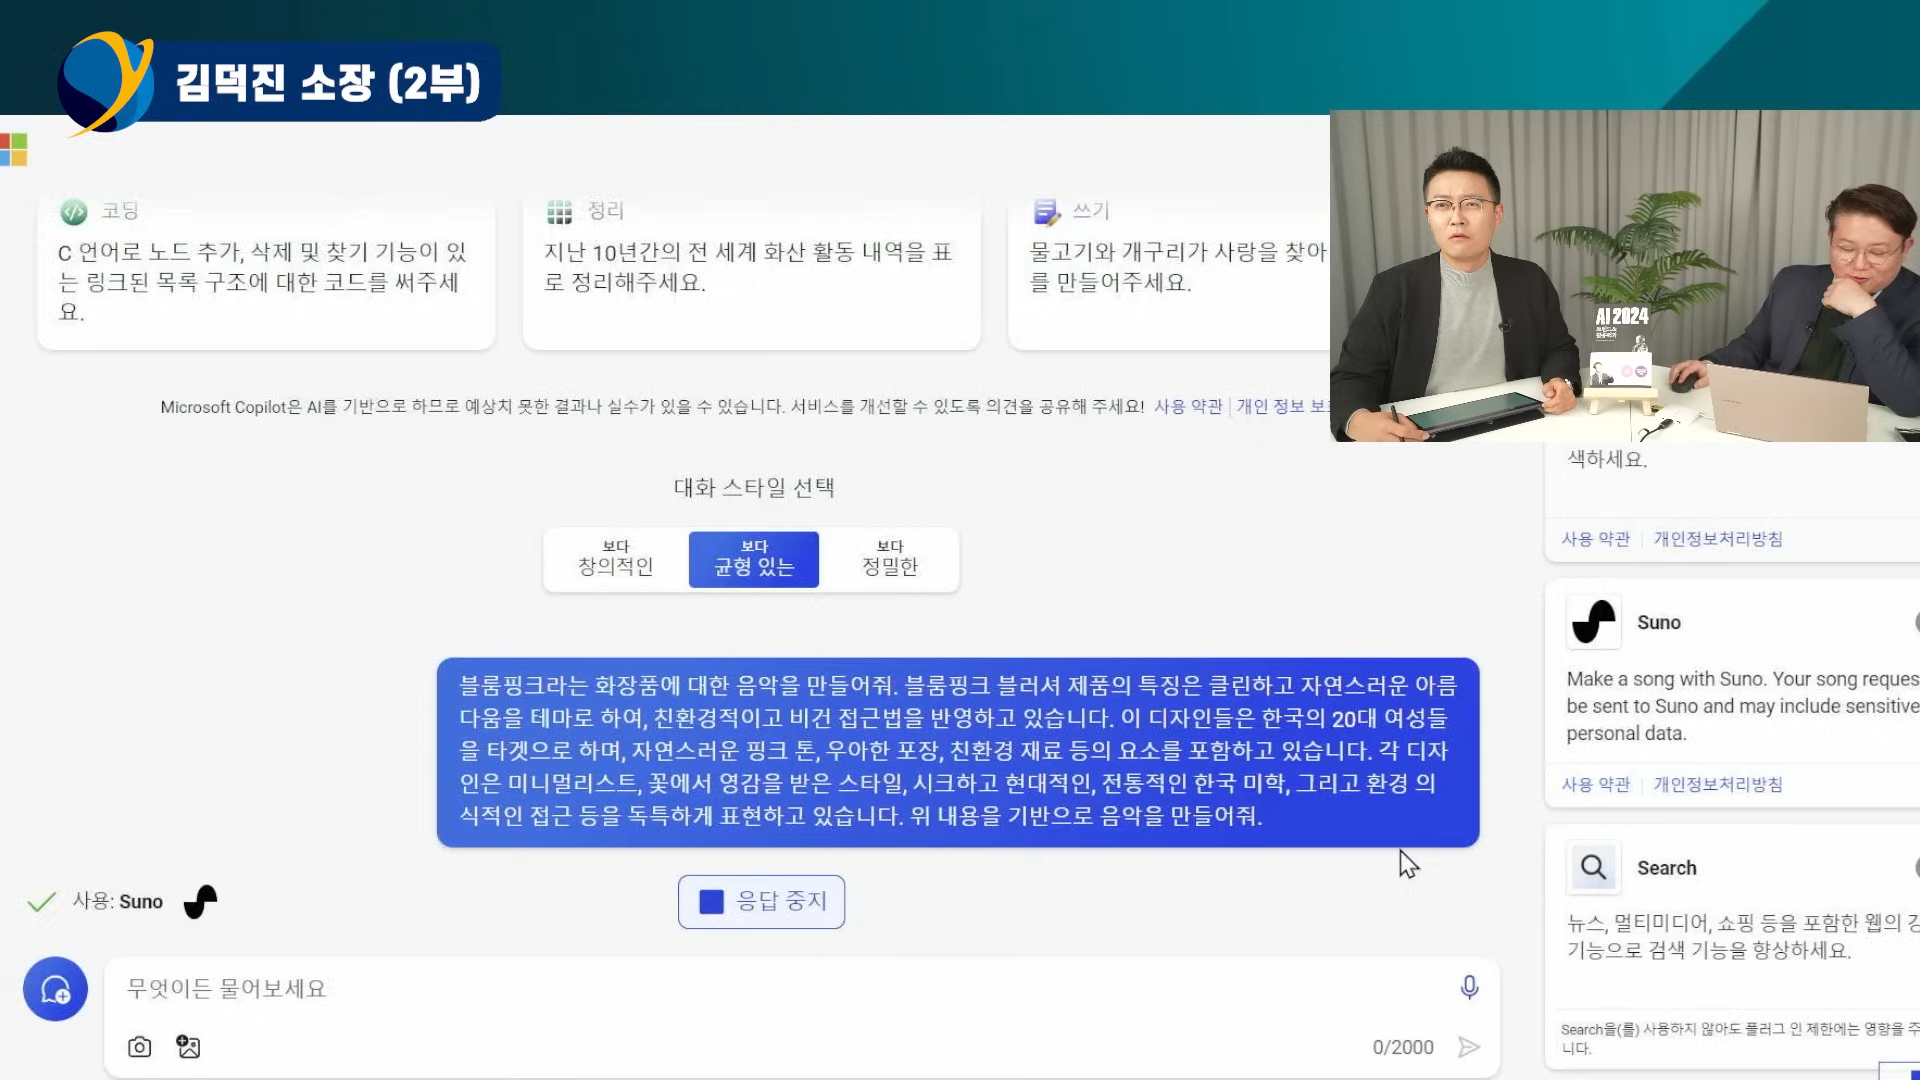 김덕진 소장 (2부)
코딩
C 언어로 노드 추가, 삭제 및 찾기 기능이 있
는 링크된 목록 구조에 대한 코드를 써주세
요.
정리
지난 10년간의 전 세계 화산 활동 내역을 표
로 정리해주세요.
쓰기
물고기와 개구리가 사랑을 찾아
를 만들어주세요.
AI 2024
Microsoft Copilot은 AI를 기반으로 하므로 예상치 못한 결과나 실수가 있을 수 있습니다. 서비스를 개선할 수 있도록 의견을 공유해 주세요! 사용 약관 | 개인 정보
대화 스타일 선택
보다
창의적인
보다
균형 있는
보다
정밀한
블룸핑크라는 화장품에 대한 음악을 만들어줘. 블룸핑크 블러셔 제품의 특징은 클린하고 자연스러운 아름
다움을 테마로 하여, 친환경적이고 비건 접근법을 반영하고 있습니다. 이 디자인들은 한국의 20대 여성들
을 타겟으로 하며, 자연스러운 핑크 톤, 우아한 포장, 친환경 재료 등의 요소를 포함하고 있습니다. 각 디자
인은 미니멀리스트, 꽃에서 영감을 받은 스타일, 시크하고 현대적인, 전통적인 한국 미학, 그리고 환경 의
식적인 접근 등을 독특하게 표현하고 있습니다. 위 내용을 기반으로 음악을 만들어줘.
사용: Suno
응답 중지
무엇이든 물어보세요
0/2000
색하세요.
사용 약관 | 개인정보처리방침
Suno
Make a song with Suno. Your song reques
be sent to Suno and may include sensitive
personal data.
사용 약관 | 개인정보처리방침
Search
뉴스, 멀티미디어, 쇼핑 등을 포함한 웹의
기능으로 검색 기능을 향상하세요.
Search을(를) 사용하지 않아도 플러그 인 제한에는 영향을 주
니다.